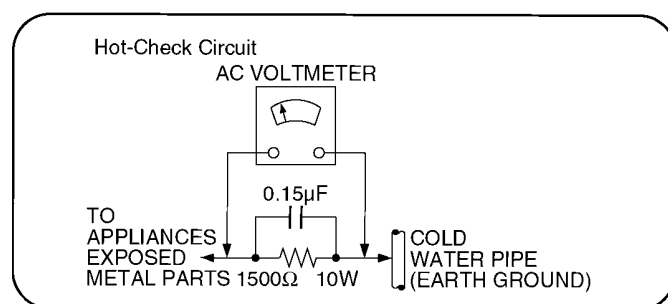 Hot-Check Circuit
AC VOLTMETER
0.15µF
TO
APPLIANCES
EXPOSED
METAL PARTS
1500Ω 10W
COLD
WATER PIPE
(EARTH GROUND)